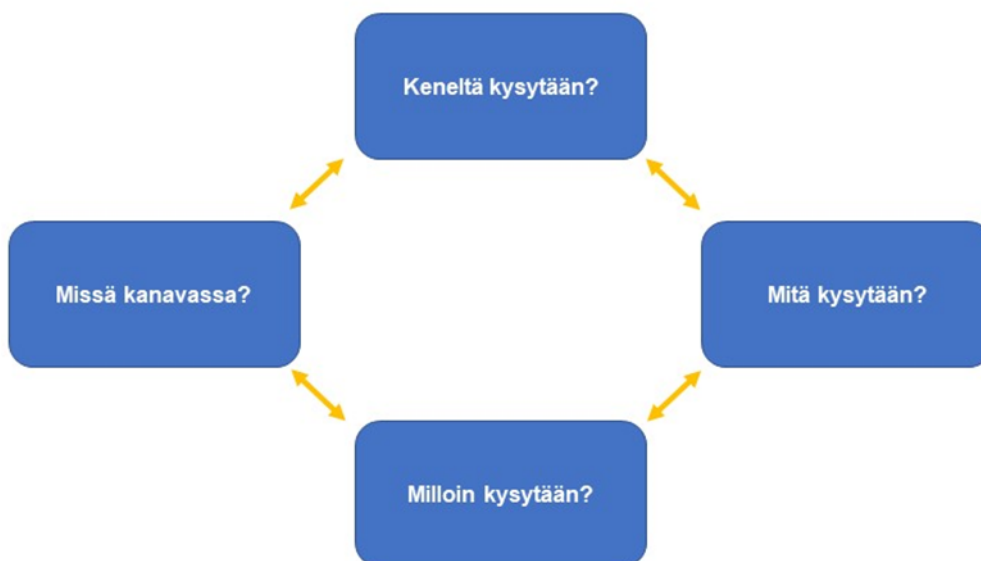 Keneltä kysytään?
Missä kanavassa?
Mitä kysytään?
Milloin kysytään?